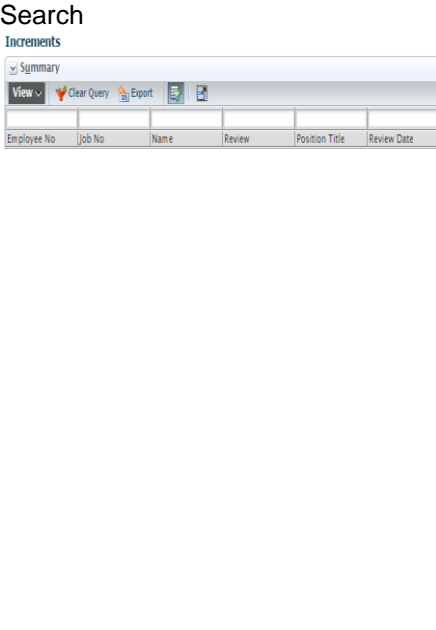 Search
Increments
Summary
View Clear Query Export
Employee No Job No Name Review Position Title Review Date